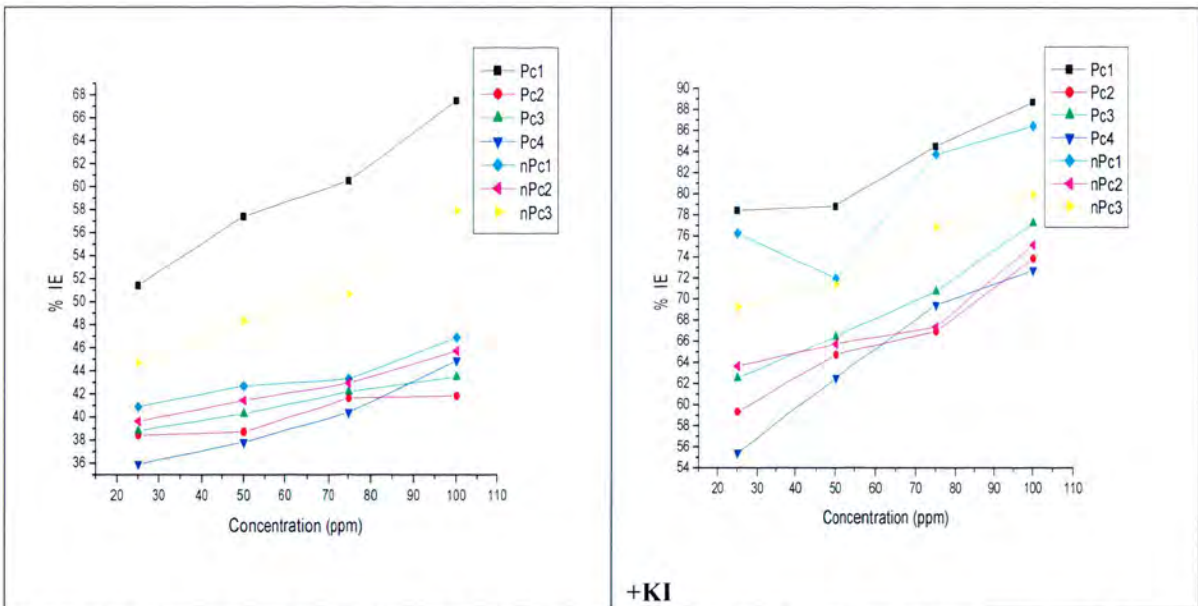 Pc1
Pc2
Pc3
Pc4
nPc1
nPc2
nPc3
68
66
64
62
60
58
56
54
52
50
48
46
44
42
40
38
36
% IE
20 30 40 50 60 70 80 90 100 110
Concentration (ppm)
Pc1
Pc2
Pc3
Pc4
nPc1
nPc2
nPc3
90
88
86
84
82
80
78
76
74
72
70
68
66
64
62
60
58
56
54
% IE
20 30 40 50 60 70 80 90 100 110
Concentration (ppm)
+KI